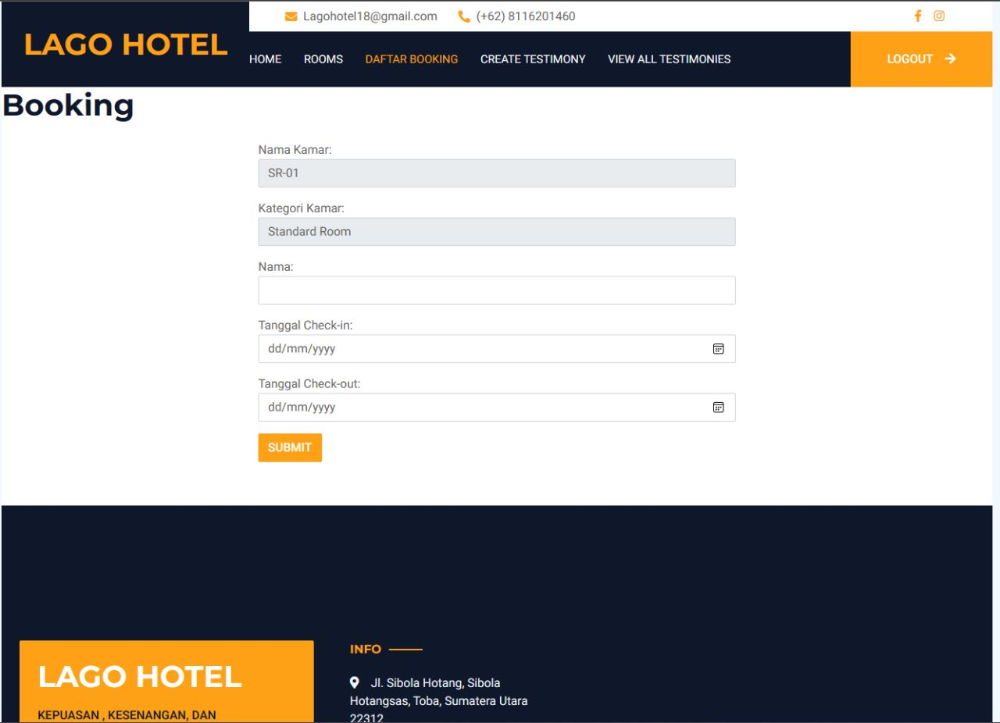 Lagohotel18@gmail.com (+62) 8116201460
LAGO HOTEL
HOME ROOMS DAFTAR BOOKING CREATE TESTIMONY VIEW ALL TESTIMONIES LOGOUT
Booking
Nama Kamar:
SR-01
Kategori Kamar:
Standard Room
Nama:
Tanggal Check-in:
dd/mm/yyyy
Tanggal Check-out:
dd/mm/yyyy
SUBMIT
LAGO HOTEL
KEPUASAN , KESENANGAN, DAN
INFO
Jl. Sibola Hotang, Sibola
Hotangsas, Toba, Sumatera Utara
22312